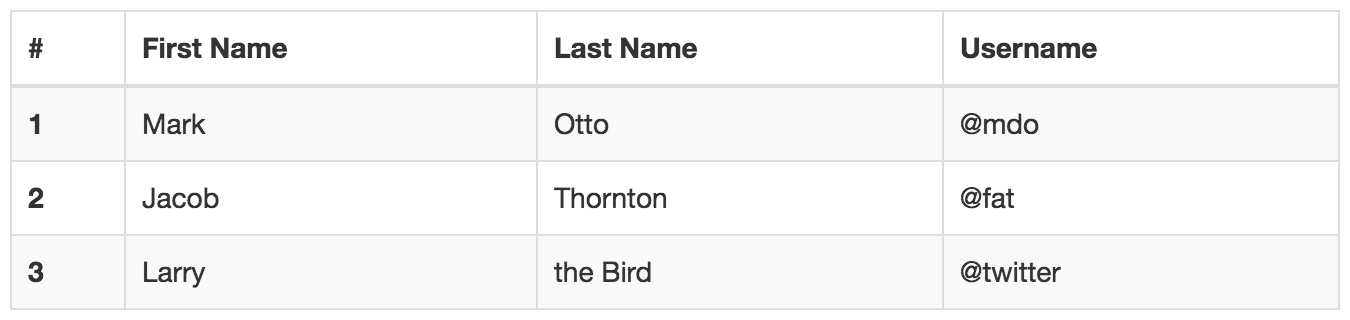 # First Name Last Name Username
1 Mark Otto @mdo
2 Jacob Thornton @fat
3 Larry the Bird @twitter